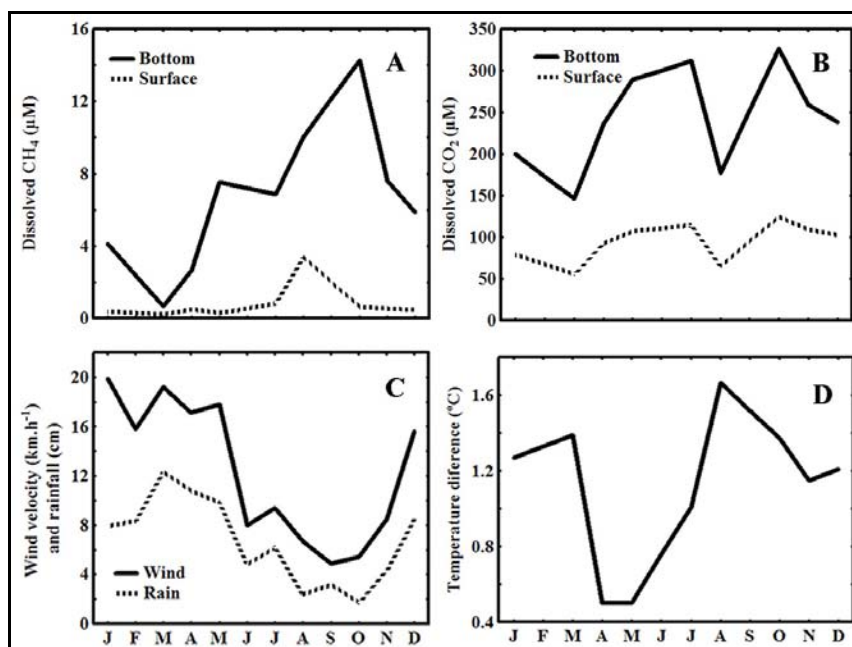 Dissolved CH4 (µM)
16
12
8
4
0
Bottom
Surface
A
Dissolved CO2 (µM)
350
300
250
200
150
100
50
0
Bottom
Surface
B
Wind velocity (km.h-1)
and rainfall (cm)
20
16
12
8
4
0
C
Wind
Rain
J F M A M J J A S O N D
Temperature diference (ºC)
1.6
1.2
0.8
0.4
D
J F M A M J J A S O N D